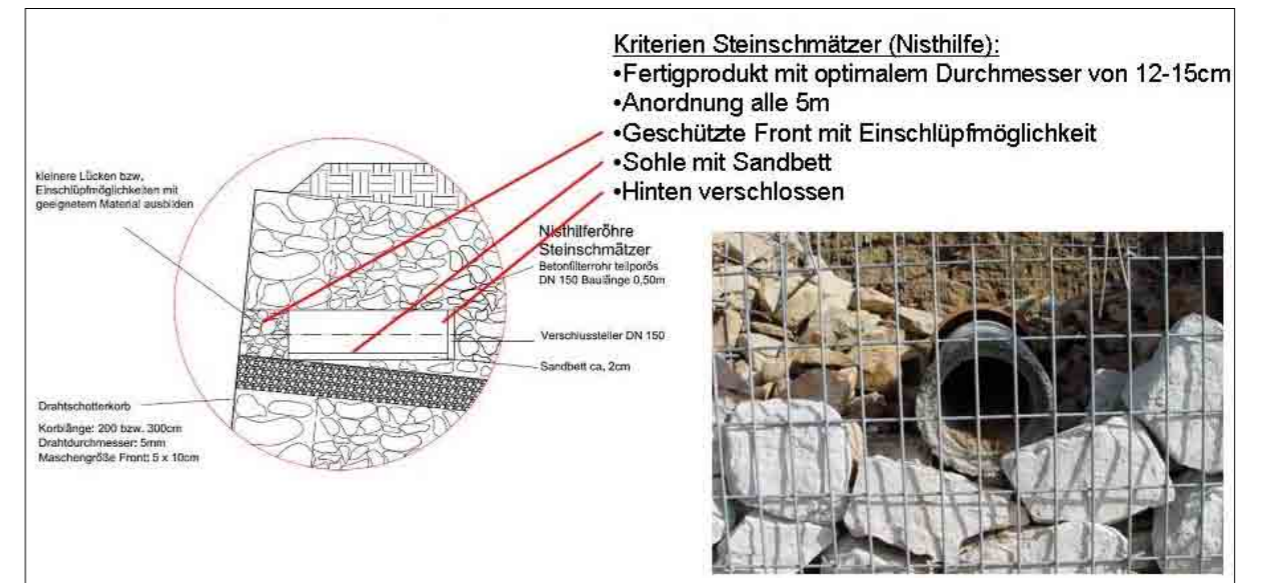 Kriterien Steinschmätzer (Nisthilfe):
•Fertigprodukt mit optimalem Durchmesser von 12-15cm
•Anordnung alle 5m
•Geschützte Front mit Einschlüpfmöglichkeit
•Sohle mit Sandbett
•Hinten verschlossen
kleinere Lücken bzw.
Einschlüpfmöglichkeiten mit
geeignetem Material ausbilden
Nisthilferöhre
Steinschmätzer
Betonfilterrohr teilporös
DN 150 Baulänge 0,50m
Verschlussteller DN 150
Sandbett ca. 2cm
Drahtschotterkorb
Korblänge: 200 bzw. 300cm
Drahtdurchmesser: 5mm
Maschengröße Front: 5 x 10cm